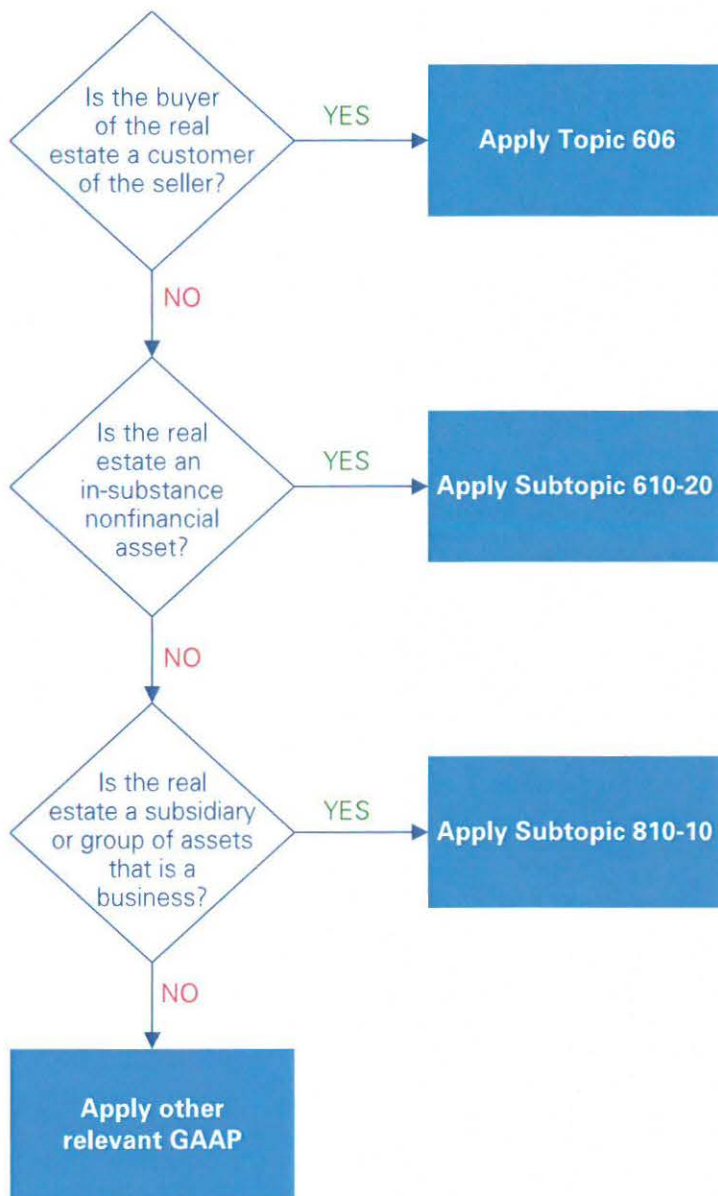 Is the buyer
of the real
estate a customer
of the seller?
YES
Apply Topic 606
NO
Is the real
estate an
in-substance
nonfinancial
asset?
YES
Apply Subtopic 610-20
NO
Is the real
estate a subsidiary
or group of assets
that is a
business?
YES
Apply Subtopic 810-10
NO
Apply other
relevant GAAP